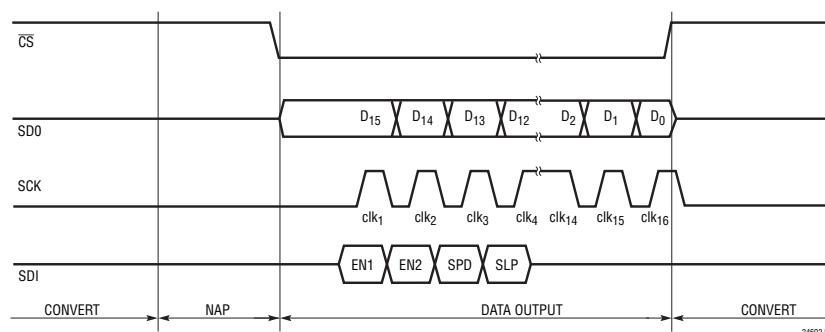 CS
SD0
D15 D14 D13 D12 D2 D1 D0
SCK
clk1 clk2 clk3 clk4 clk14 clk15 clk16
SDI
EN1 EN2 SPD SLP
CONVERT NAP DATA OUTPUT CONVERT